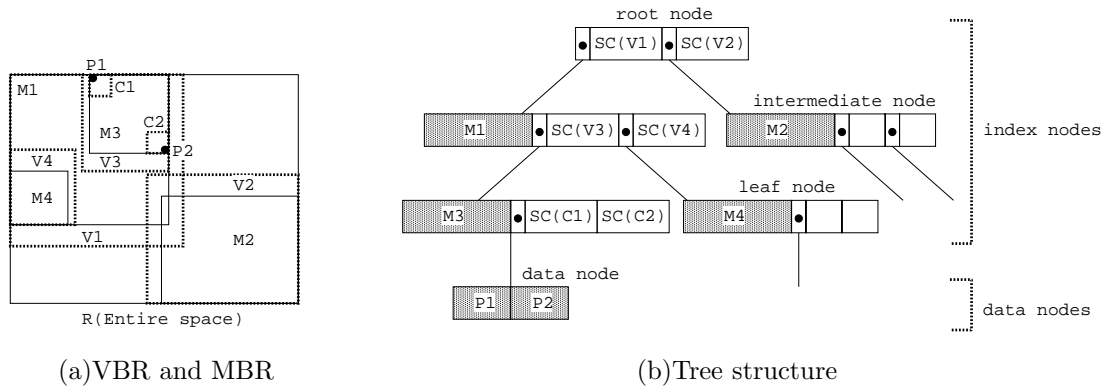 P1
M1
C1
C2
M3
P2
V4
V3
V2
M4
V1
M2
R(Entire space)
(a)VBR and MBR
root node
SC(V1) SC(V2)
intermediate node
M1 SC(V3) SC(V4) M2
index nodes
leaf node
M3 SC(C1) SC(C2) M4
data node
P1 P2
data nodes
(b)Tree structure